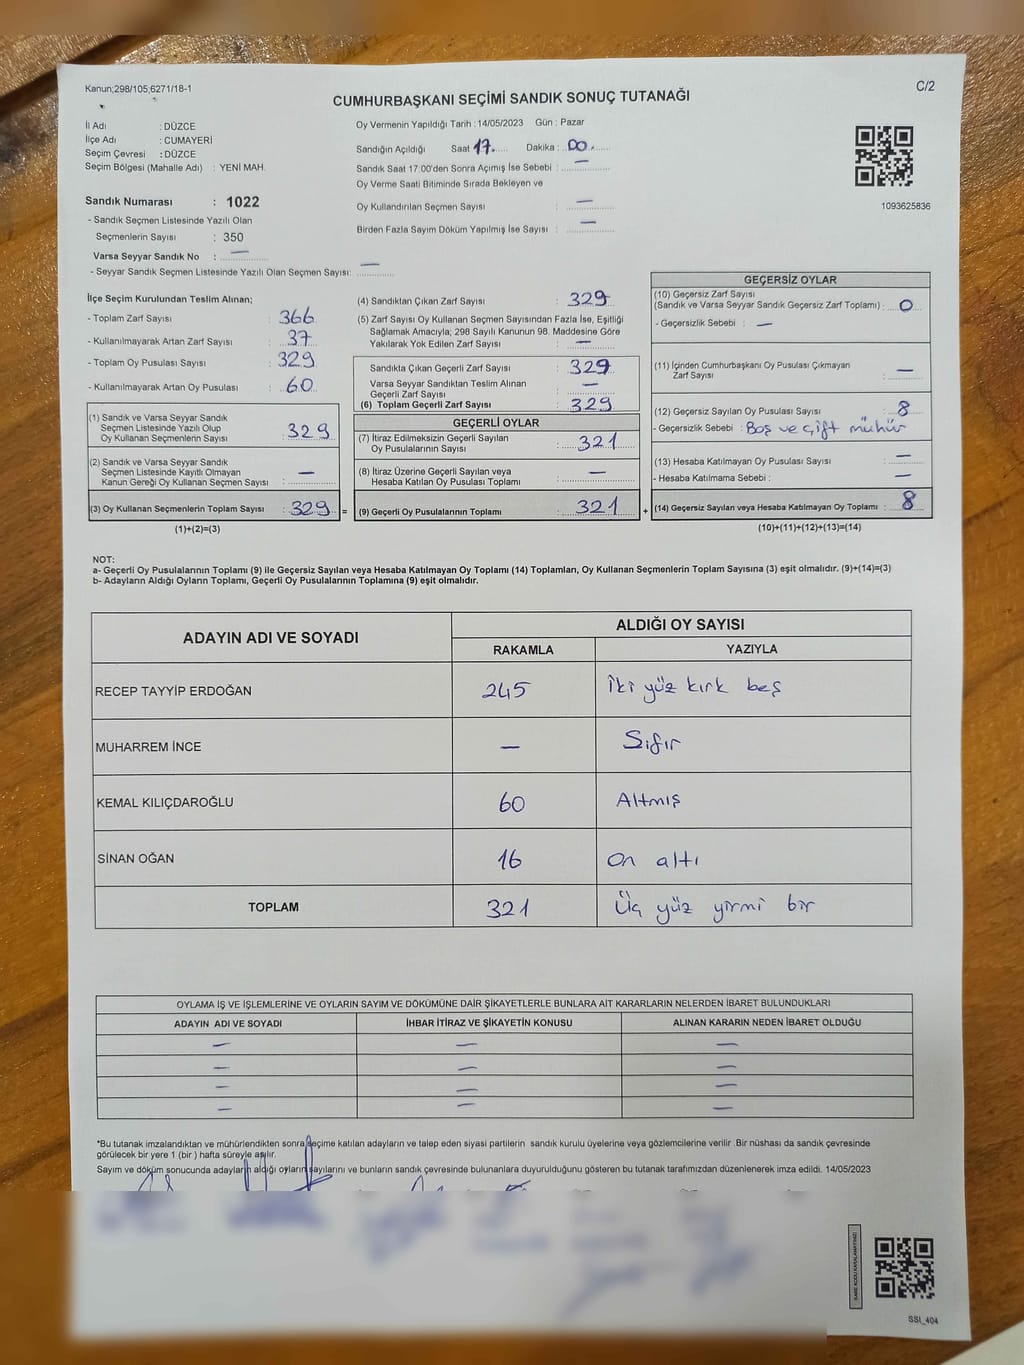 Kanun;298/105,6271/18-1
C/2
CUMHURBAŞKANI SEÇİMİ SANDIK SONUÇ TUTANAĞI
İl Adı : DÜZCE
İlçe Adı : CUMAYERİ
Seçim Çevresi : DÜZCE
Seçim Bölgesi (Mahalle Adı) : YENİ MAH.
Sandık Numarası : 1022
- Sandık Seçmen Listesinde Yazılı Olan
Seçmenlerin Sayısı : 350
Varsa Seyyar Sandık No : —
- Seyyar Sandık Seçmen Listesinde Yazılı Olan Seçmen Sayısı: —
Oy Vermenin Yapıldığı Tarih : 14/05/2023 Gün : Pazar
Sandığın Açıldığı Saat 17 Dakika : 00
Sandık Saat 17:00'den Sonra Açımış İse Sebebi : —
Oy Verme Saati Bitiminde Sırada Bekleyen ve
Oy Kullandırılan Seçmen Sayısı : —
Birden Fazla Sayım Döküm Yapılmış İse Sayısı : —
1093625836
İlçe Seçim Kurulundan Teslim Alınan;
- Toplam Zarf Sayısı : 366
- Kullanılmayarak Artan Zarf Sayısı : 37
- Toplam Oy Pusulası Sayısı : 329
- Kullanılmayarak Artan Oy Pusulası : 60
(1) Sandık ve Varsa Seyyar Sandık
Seçmen Listesinde Yazılı Olup
Oy Kullanan Seçmenlerin Sayısı : 329
(2) Sandık ve Varsa Seyyar Sandık
Seçmen Listesinde Kayıtlı Olmayan
Kanun Gereği Oy Kullanan Seçmen Sayısı : —
(3) Oy Kullanan Seçmenlerin Toplam Sayısı : 329 =
(1)+(2)=(3)
(4) Sandıktan Çıkan Zarf Sayısı : 329
(5) Zarf Sayısı Oy Kullanan Seçmen Sayısından Fazla İse, Eşitliği
Sağlamak Amacıyla; 298 Sayılı Kanunun 98. Maddesine Göre
Yakılarak Yok Edilen Zarf Sayısı : —
Sandıkta Çıkan Geçerli Zarf Sayısı : 329
Varsa Seyyar Sandıktan Teslim Alınan
Geçerli Zarf Sayısı : —
(6) Toplam Geçerli Zarf Sayısı : 329
GEÇERLİ OYLAR
(7) İtiraz Edilmeksizin Geçerli Sayılan
Oy Pusulalarının Sayısı : 321
(8) İtiraz Üzerine Geçerli Sayılan veya
Hesaba Katılan Oy Pusulası Toplamı : —
(9) Geçerli Oy Pusulalarının Toplamı : 321 +
GEÇERSİZ OYLAR
(10) Geçersiz Zarf Sayısı
(Sandık ve Varsa Seyyar Sandık Geçersiz Zarf Toplamı) : 0
- Geçersizlik Sebebi : —
(11) İçinden Cumhurbaşkanı Oy Pusulası Çıkmayan
Zarf Sayısı : —
(12) Geçersiz Sayılan Oy Pusulası Sayısı : 8
- Geçersizlik Sebebi : Boş ve çift mühür
(13) Hesaba Katılmayan Oy Pusulası Sayısı : —
- Hesaba Katılmama Sebebi : —
(14) Geçersiz Sayılan veya Hesaba Katılmayan Oy Toplamı : 8
(10)+(11)+(12)+(13)=(14)
NOT:
a- Geçerli Oy Pusulalarının Toplamı (9) ile Geçersiz Sayılan veya Hesaba Katılmayan Oy Toplamı (14) Toplamları, Oy Kullanan Seçmenlerin Toplam Sayısına (3) eşit olmalıdır. (9)+(14)=(3)
b- Adayların Aldığı Oyların Toplamı, Geçerli Oy Pusulalarının Toplamına (9) eşit olmalıdır.
ADAYIN ADI VE SOYADI
ALDIĞI OY SAYISI
RAKAMLA YAZIYLA
RECEP TAYYİP ERDOĞAN 245 İki yüz kırk beş
MUHARREM İNCE — Sıfır
KEMAL KILIÇDAROĞLU 60 Altmış
SİNAN OĞAN 16 On altı
TOPLAM 321 Üç yüz yirmi bir
OYLAMA İŞ VE İŞLEMLERİNE VE OYLARIN SAYIM VE DÖKÜMÜNE DAİR ŞİKAYETLERLE BUNLARA AİT KARARLARIN NELERDEN İBARET BULUNDUKLARI
ADAYIN ADI VE SOYADI İHBAR İTİRAZ VE ŞİKAYETİN KONUSU ALINAN KARARIN NEDEN İBARET OLDUĞU
— — —
— — —
— — —
— — —
*Bu tutanak imzalandıktan ve mühürlendikten sonra seçime katılan adayların ve talep eden siyasi partilerin sandık kurulu üyelerine veya gözlemcilerine verilir .Bir nüshası da sandık çevresinde
görülecek bir yere 1 (bir ) hafta süreyle asılır.
Sayım ve döküm sonucunda adayların aldığı oyların sayılarını ve bunların sandık çevresinde bulunanlara duyurulduğunu gösteren bu tutanak tarafımızdan düzenlenerek imza edildi. 14/05/2023
SSI_404